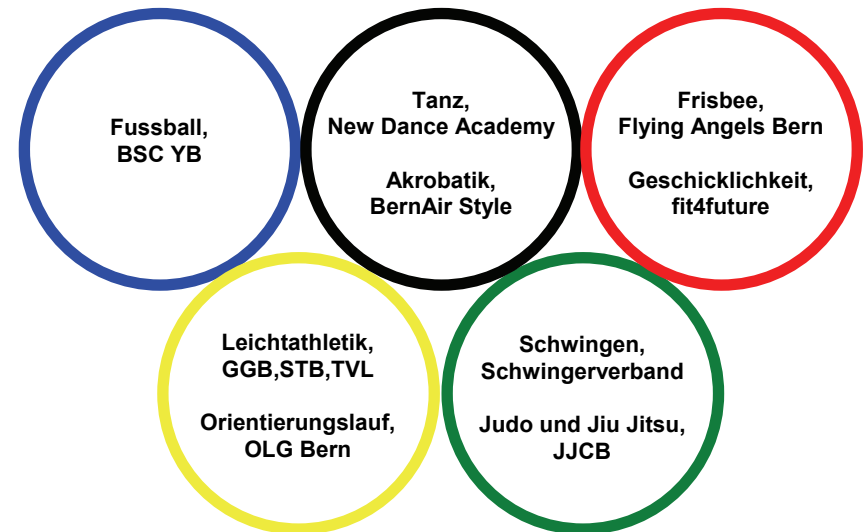 Fussball,
BSC YB
Tanz,
New Dance Academy
Akrobatik,
BernAir Style
Frisbee,
Flying Angels Bern
Geschicklichkeit,
fit4future
Leichtathletik,
GGB,STB,TVL
Orientierungslauf,
OLG Bern
Schwingen,
Schwingerverband
Judo und Jiu Jitsu,
JJCB